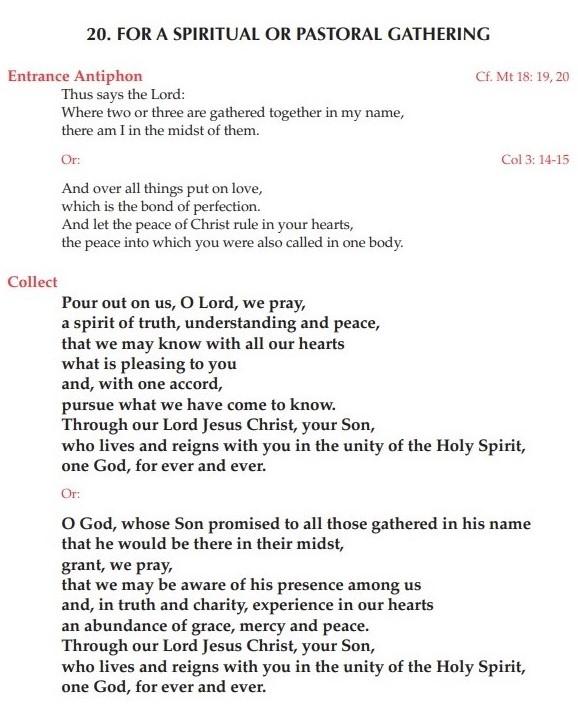 20. FOR A SPIRITUAL OR PASTORAL GATHERING
Entrance Antiphon Cf. Mt 18: 19, 20
Thus says the Lord:
Where two or three are gathered together in my name,
there am I in the midst of them.
Or: Col 3: 14-15
And over all things put on love,
which is the bond of perfection.
And let the peace of Christ rule in your hearts,
the peace into which you were also called in one body.
Collect
Pour out on us, O Lord, we pray,
a spirit of truth, understanding and peace,
that we may know with all our hearts
what is pleasing to you
and, with one accord,
pursue what we have come to know.
Through our Lord Jesus Christ, your Son,
who lives and reigns with you in the unity of the Holy Spirit,
one God, for ever and ever.
Or:
O God, whose Son promised to all those gathered in his name
that he would be there in their midst,
grant, we pray,
that we may be aware of his presence among us
and, in truth and charity, experience in our hearts
an abundance of grace, mercy and peace.
Through our Lord Jesus Christ, your Son,
who lives and reigns with you in the unity of the Holy Spirit,
one God, for ever and ever.